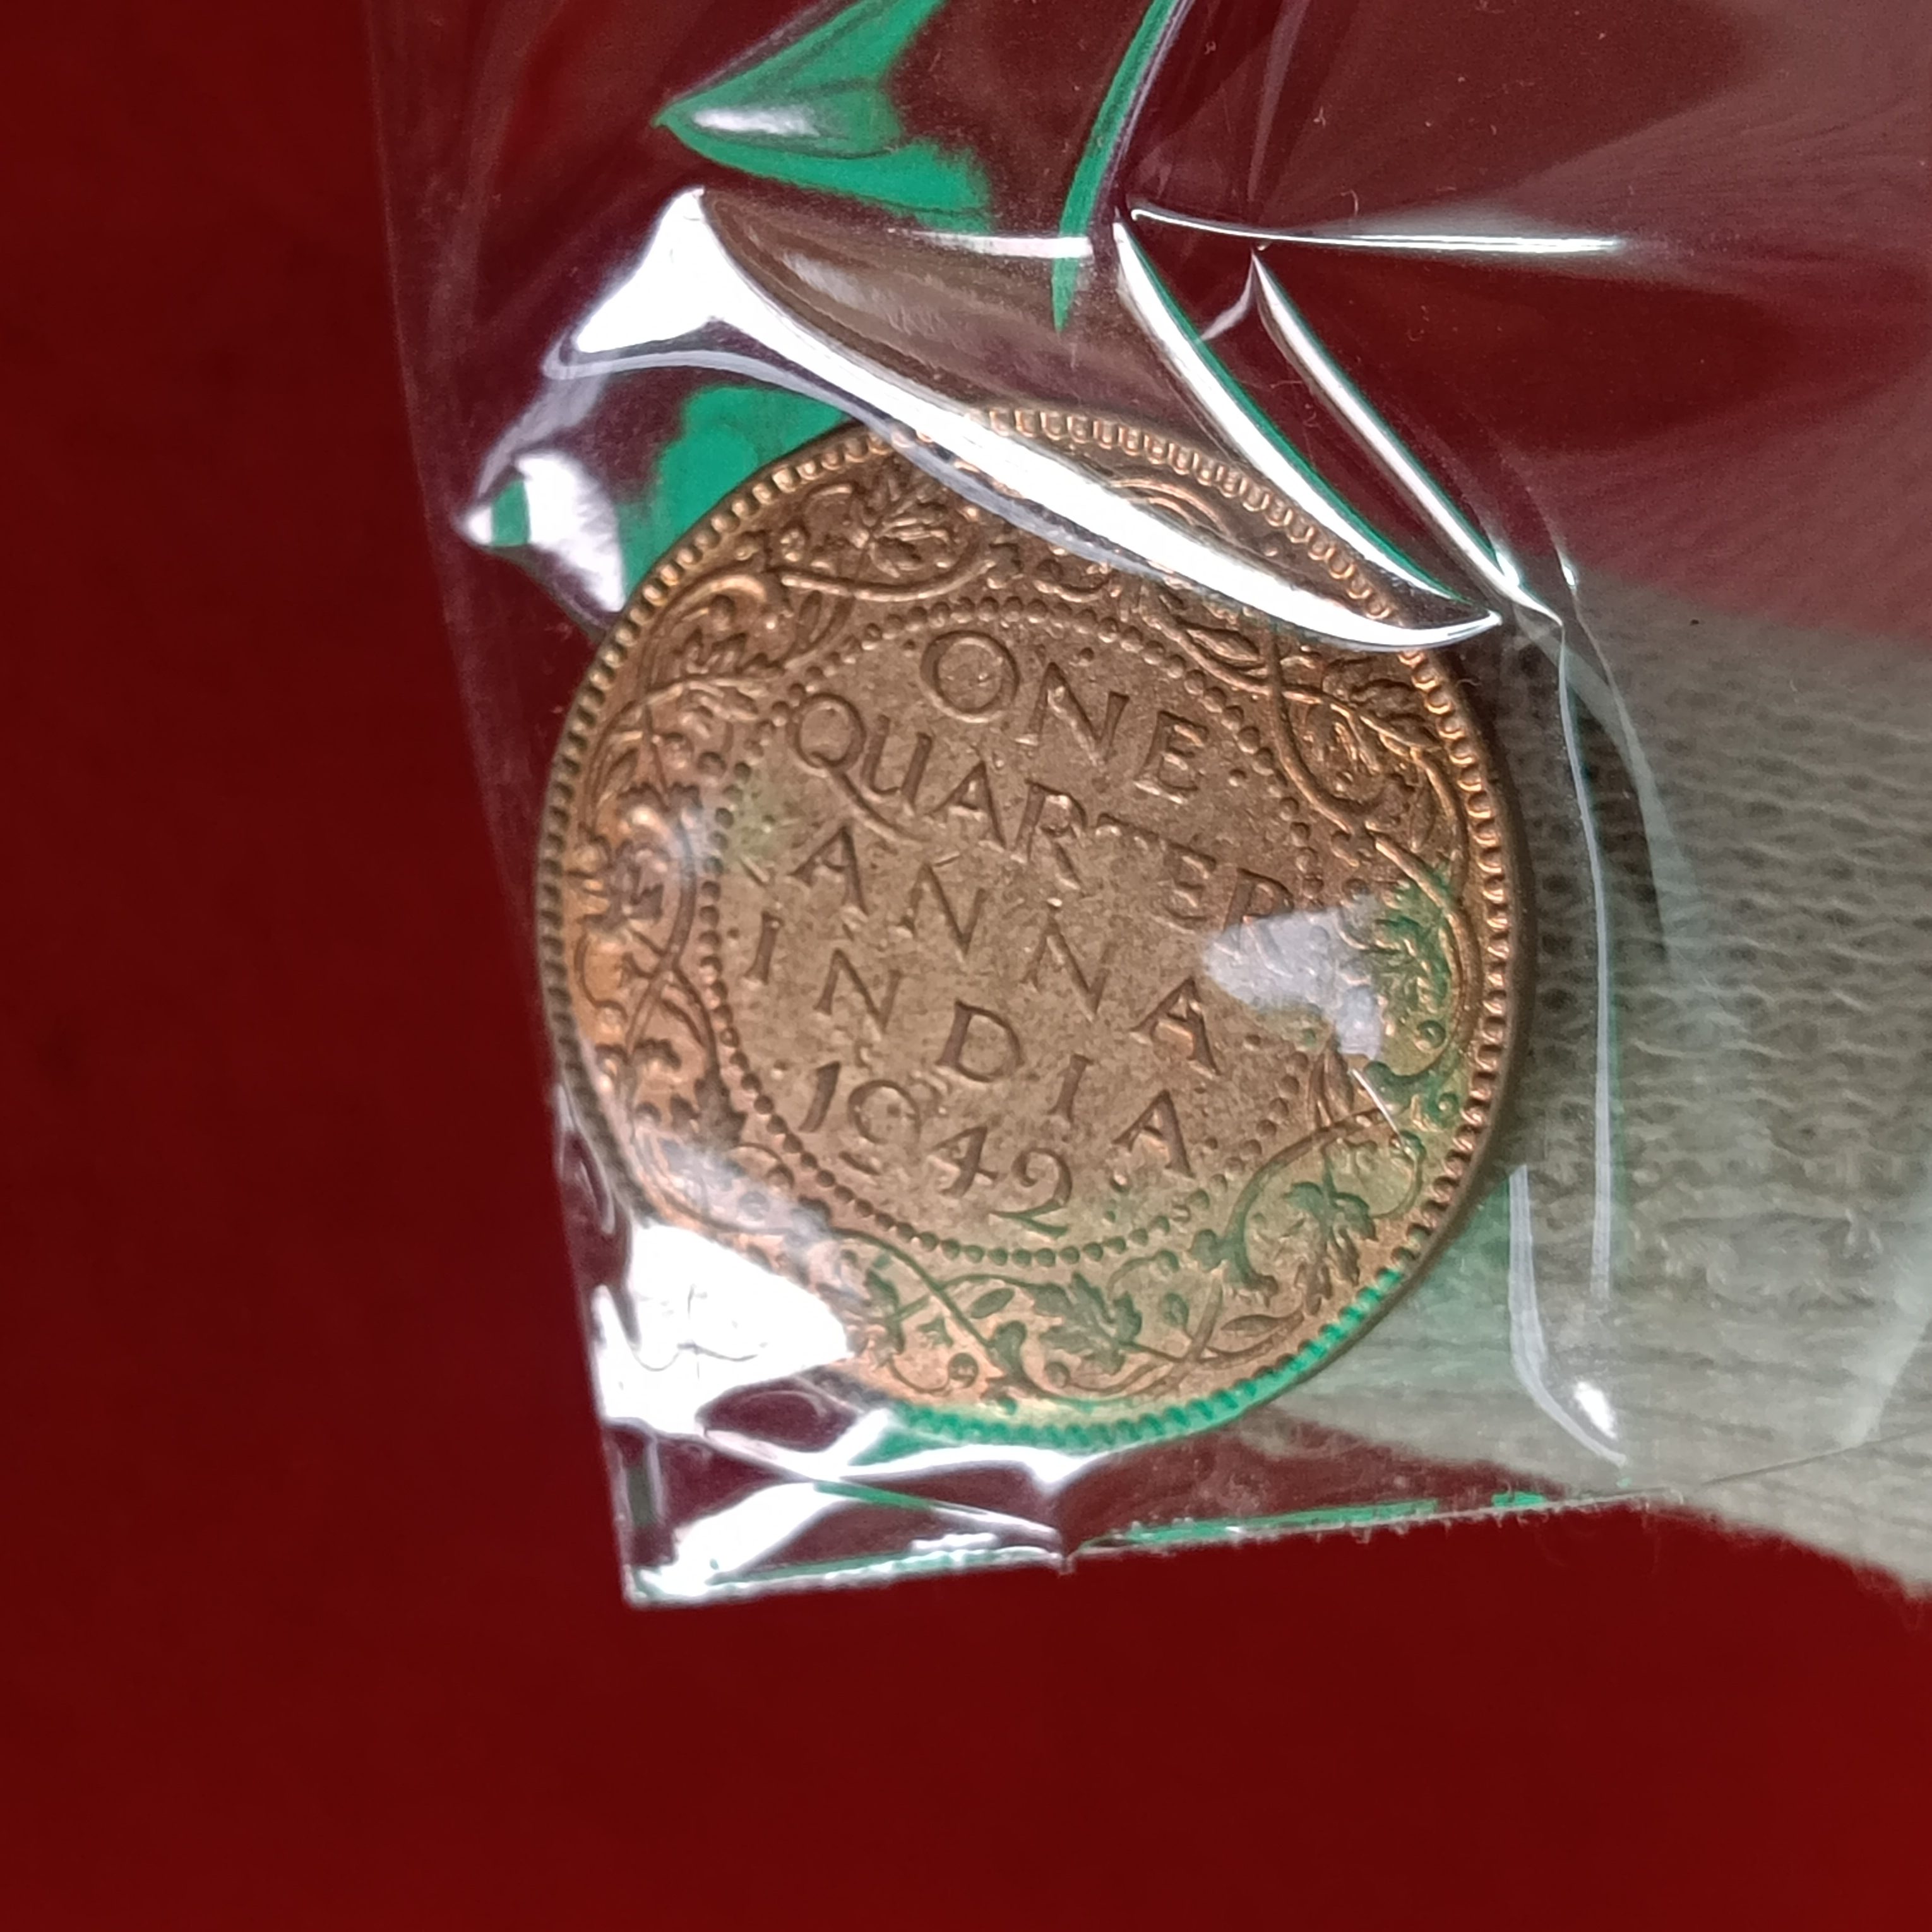 ONE
QUARTER
ANNA
INDIA
1942